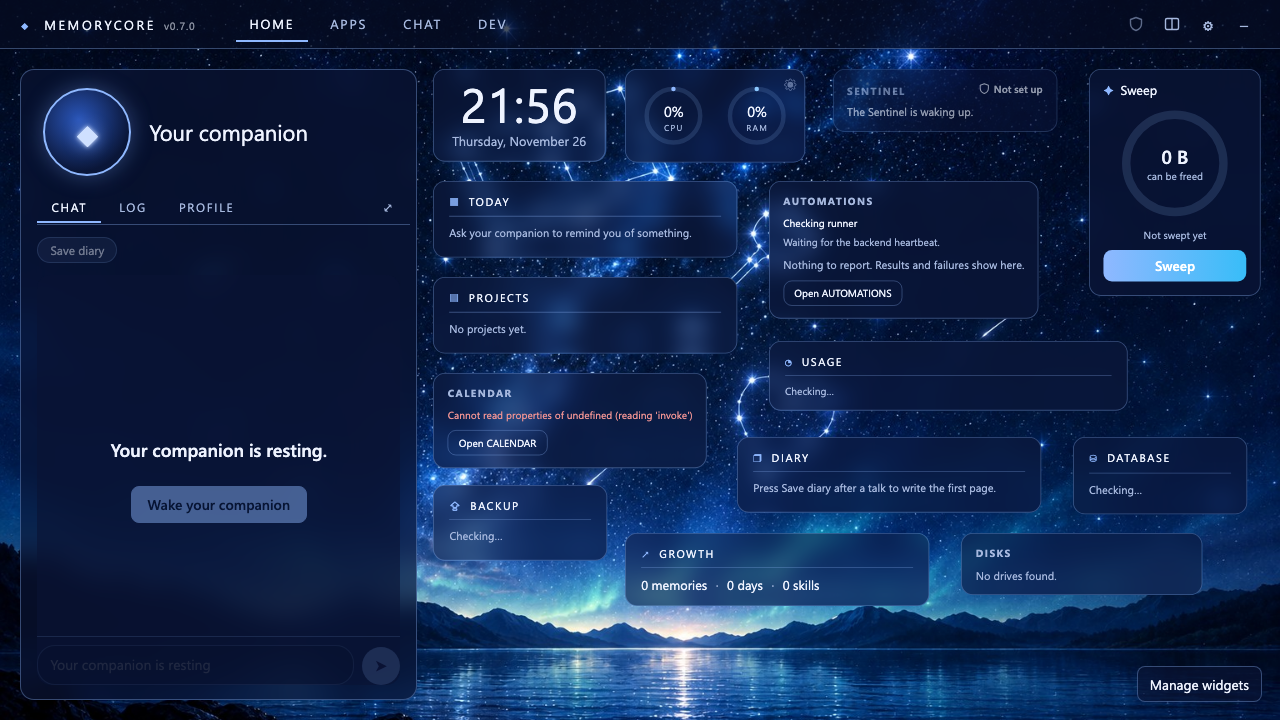 MEMORYCORE v0.7.0
HOME
APPS
CHAT
DEV
Your companion
CHAT
LOG
PROFILE
Save diary
Your companion is resting.
Wake your companion
Your companion is resting
21:56
Thursday, November 26
0%
CPU
0%
RAM
SENTINEL
Not set up
The Sentinel is waking up.
Sweep
0 B
can be freed
Not swept yet
Sweep
TODAY
Ask your companion to remind you of something.
AUTOMATIONS
Checking runner
Waiting for the backend heartbeat.
Nothing to report. Results and failures show here.
Open AUTOMATIONS
PROJECTS
No projects yet.
USAGE
Checking...
CALENDAR
Cannot read properties of undefined (reading 'invoke')
Open CALENDAR
DIARY
Press Save diary after a talk to write the first page.
DATABASE
Checking...
BACKUP
Checking...
GROWTH
0 memories · 0 days · 0 skills
DISKS
No drives found.
Manage widgets